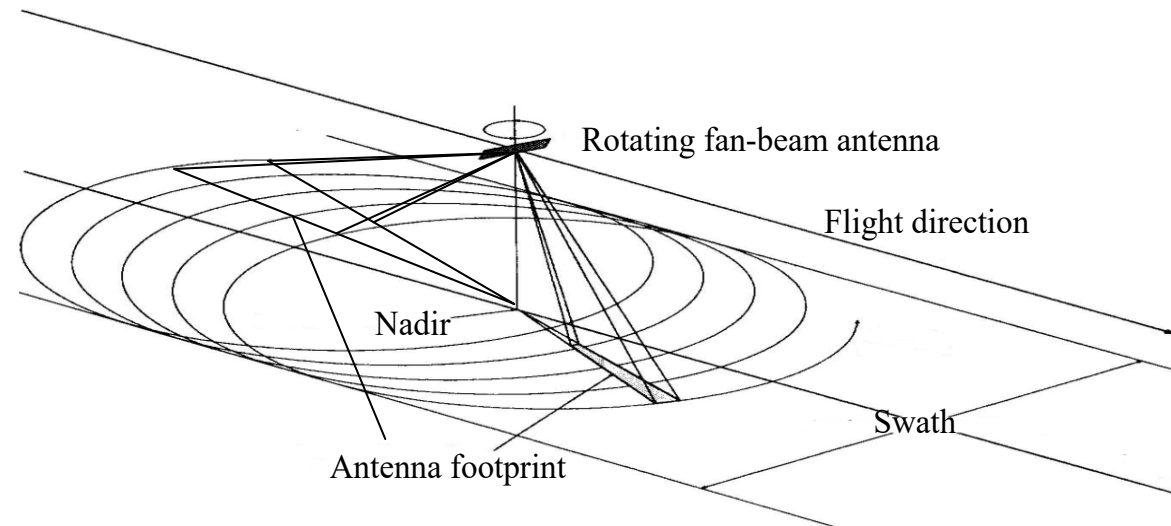 Rotating fan-beam antenna
Flight direction
Nadir
Swath
Antenna footprint